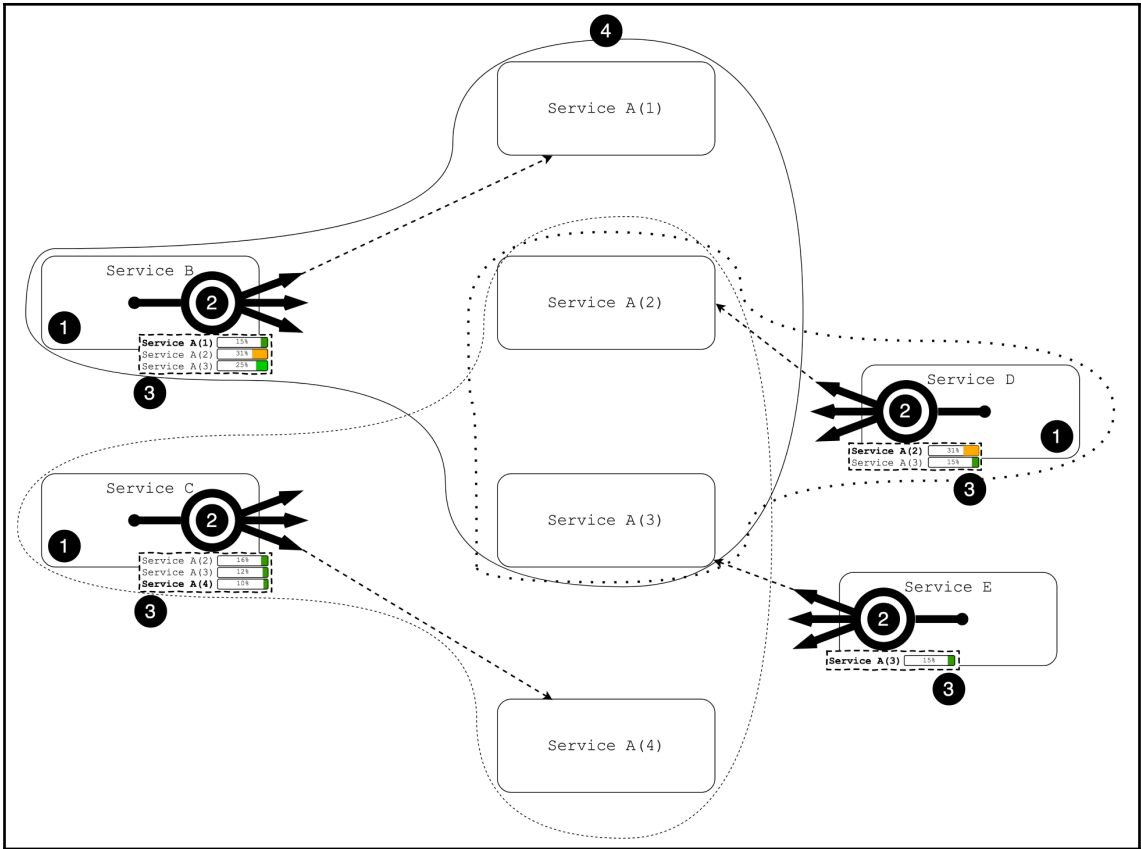 4
Service A(1)
Service B
2
1
Service A(1) 15%
Service A(2) 31%
Service A(3) 25%
3
Service A(2)
Service D
2
1
Service A(2) 31%
Service A(3) 15%
3
Service C
2
1
Service A(2) 16%
Service A(3) 12%
Service A(4) 10%
3
Service A(3)
Service E
2
Service A(3) 15%
3
Service A(4)